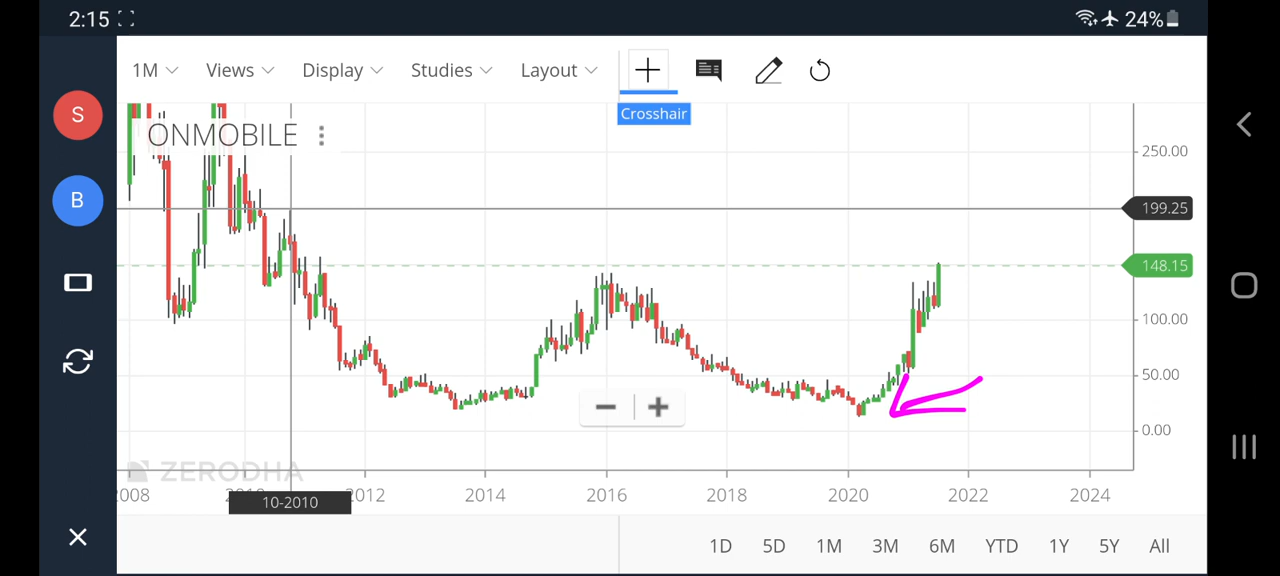 2:15 24%
1M Views Display Studies Layout
Crosshair
S
ONMOBILE
250.00
B
199.25
148.15
100.00
50.00
0.00
ZERODHA
2008 2010 2012 2014 2016 2018 2020 2022 2024
10-2010
1D 5D 1M 3M 6M YTD 1Y 5Y All